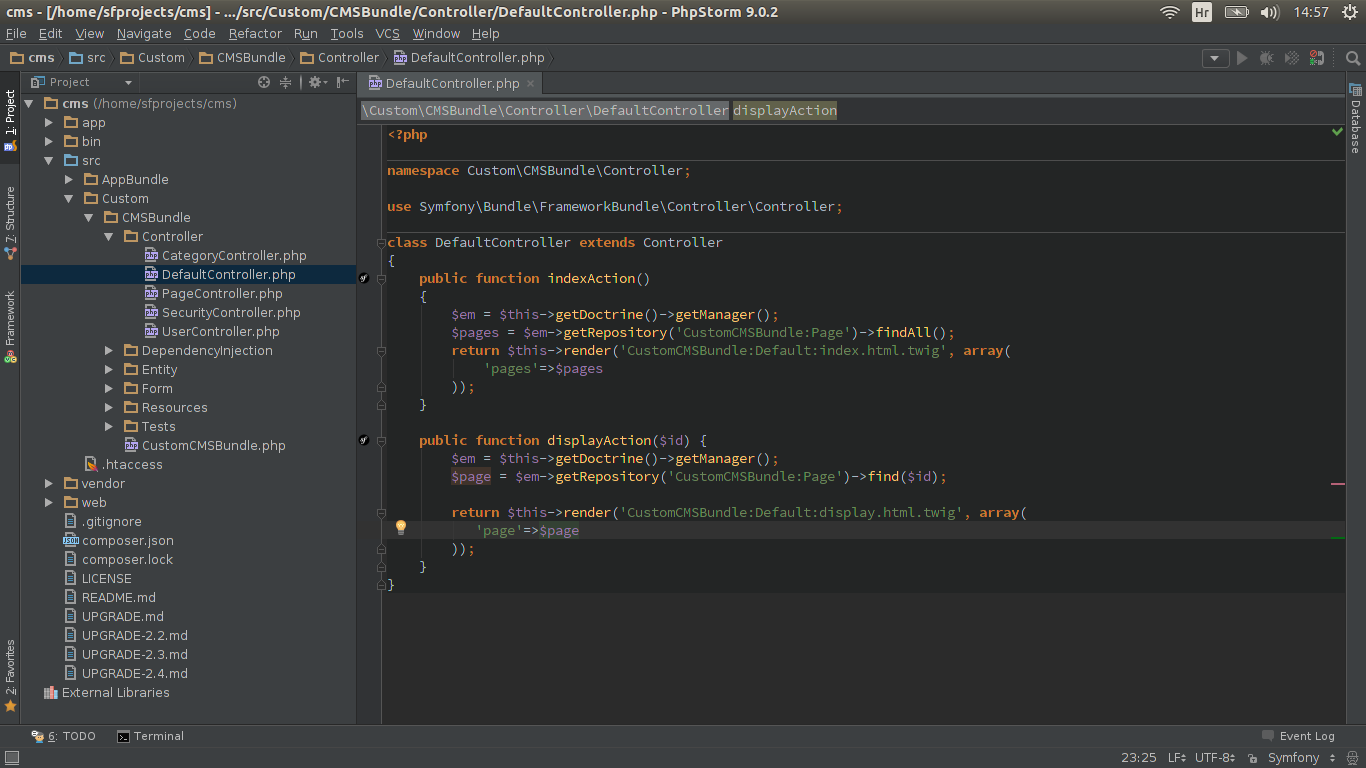 cms - [/home/sfprojects/cms] - .../src/Custom/CMSBundle/Controller/DefaultController.php - PhpStorm 9.0.2
Hr
14:57
File Edit View Navigate Code Refactor Run Tools VCS Window Help
cms src Custom CMSBundle Controller DefaultController.php
Project
DefaultController.php
1: Project
7: Structure
Framework
2: Favorites
Database
cms (/home/sfprojects/cms)
app
bin
src
AppBundle
Custom
CMSBundle
Controller
CategoryController.php
DefaultController.php
PageController.php
SecurityController.php
UserController.php
DependencyInjection
Entity
Form
Resources
Tests
CustomCMSBundle.php
.htaccess
vendor
web
.gitignore
composer.json
composer.lock
LICENSE
README.md
UPGRADE.md
UPGRADE-2.2.md
UPGRADE-2.3.md
UPGRADE-2.4.md
External Libraries
\Custom\CMSBundle\Controller\DefaultController displayAction
<?php
namespace Custom\CMSBundle\Controller;
use Symfony\Bundle\FrameworkBundle\Controller\Controller;
class DefaultController extends Controller
{
public function indexAction()
{
$em = $this->getDoctrine()->getManager();
$pages = $em->getRepository('CustomCMSBundle:Page')->findAll();
return $this->render('CustomCMSBundle:Default:index.html.twig', array(
'pages'=>$pages
));
}
public function displayAction($id) {
$em = $this->getDoctrine()->getManager();
$page = $em->getRepository('CustomCMSBundle:Page')->find($id);
return $this->render('CustomCMSBundle:Default:display.html.twig', array(
'page'=>$page
));
}
}
6: TODO Terminal Event Log
23:25 LF UTF-8 Symfony